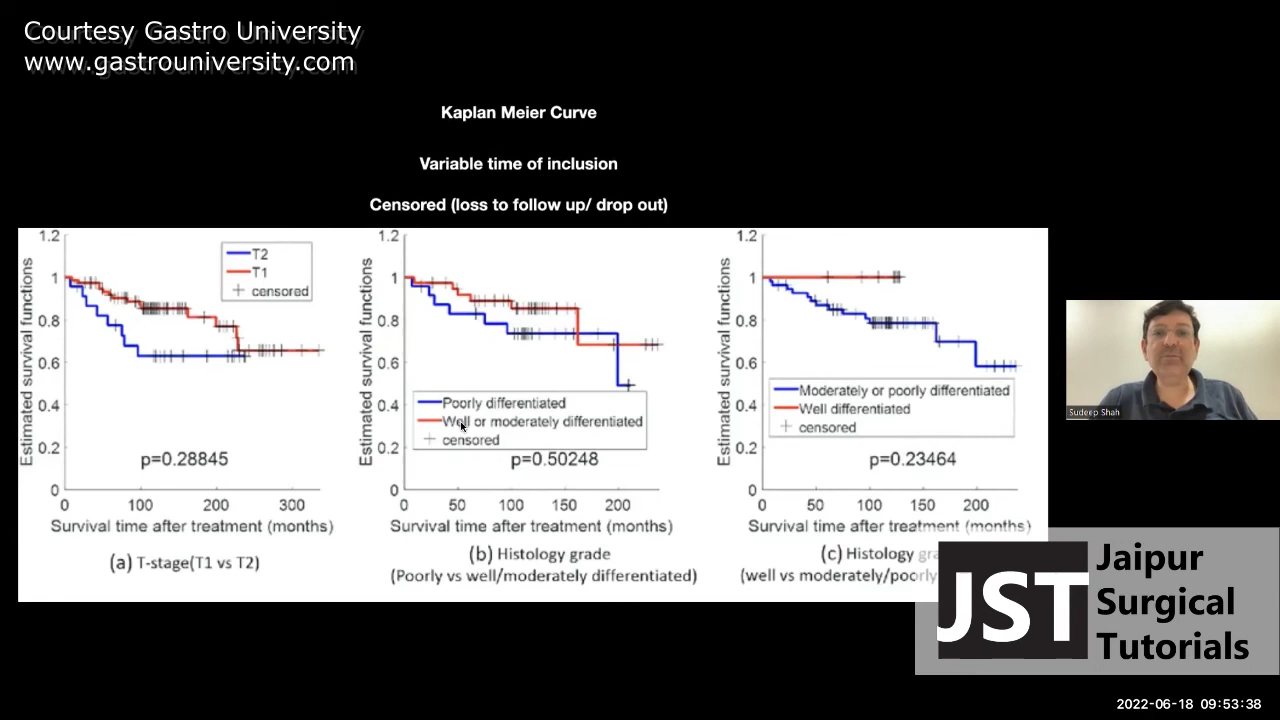 Courtesy Gastro University
www.gastrouniversity.com
Kaplan Meier Curve
Variable time of inclusion
Censored (loss to follow up/ drop out)
1.2
1
0.8
0.6
0.4
0.2
0
Estimated survival functions
T2
T1
censored
p=0.28845
0 100 200 300
Survival time after treatment (months)
(a) T-stage(T1 vs T2)
1.2
1
0.8
0.6
0.4
0.2
0
Estimated survival functions
Poorly differentiated
Well or moderately differentiated
censored
p=0.50248
0 50 100 150 200
Survival time after treatment (months)
(b) Histology grade
(Poorly vs well/moderately differentiated)
1.2
1
0.8
0.6
0.4
0.2
0
Estimated survival functions
Moderately or poorly differentiated
Well differentiated
censored
p=0.23464
0 50 100 150 200
Survival time after treatment (months)
(c) Histology
(well vs moderately/poorly
Sudeep Shah
JST
Jaipur
Surgical
Tutorials
2022-06-18 09:53:38